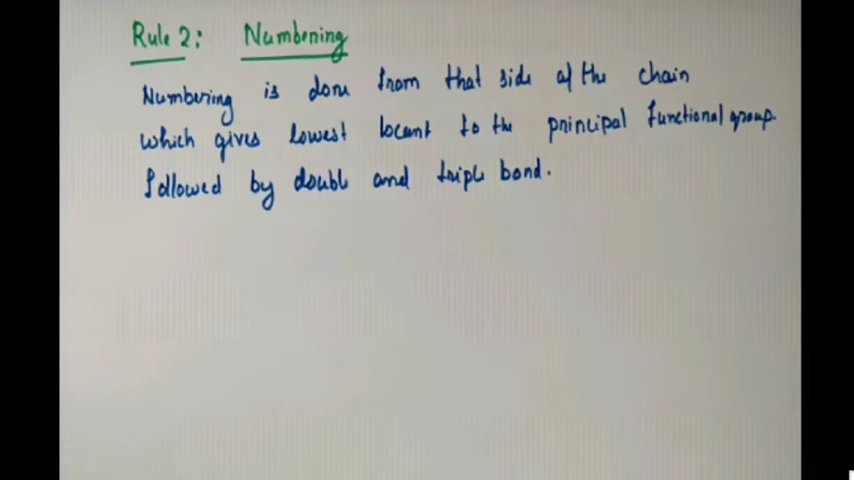 Rule 2: Numbering
Numbering is done from that side of the chain
which gives lowest locant to the principal functional group
followed by double and triple bond.